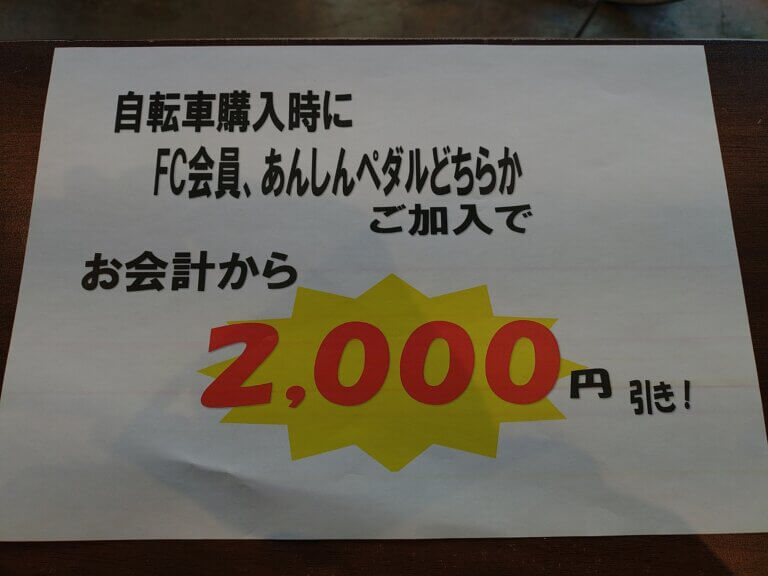 自転車購入時に
FC会員、あんしんペダルどちらか
ご加入で
お会計から
2,000円 引き!